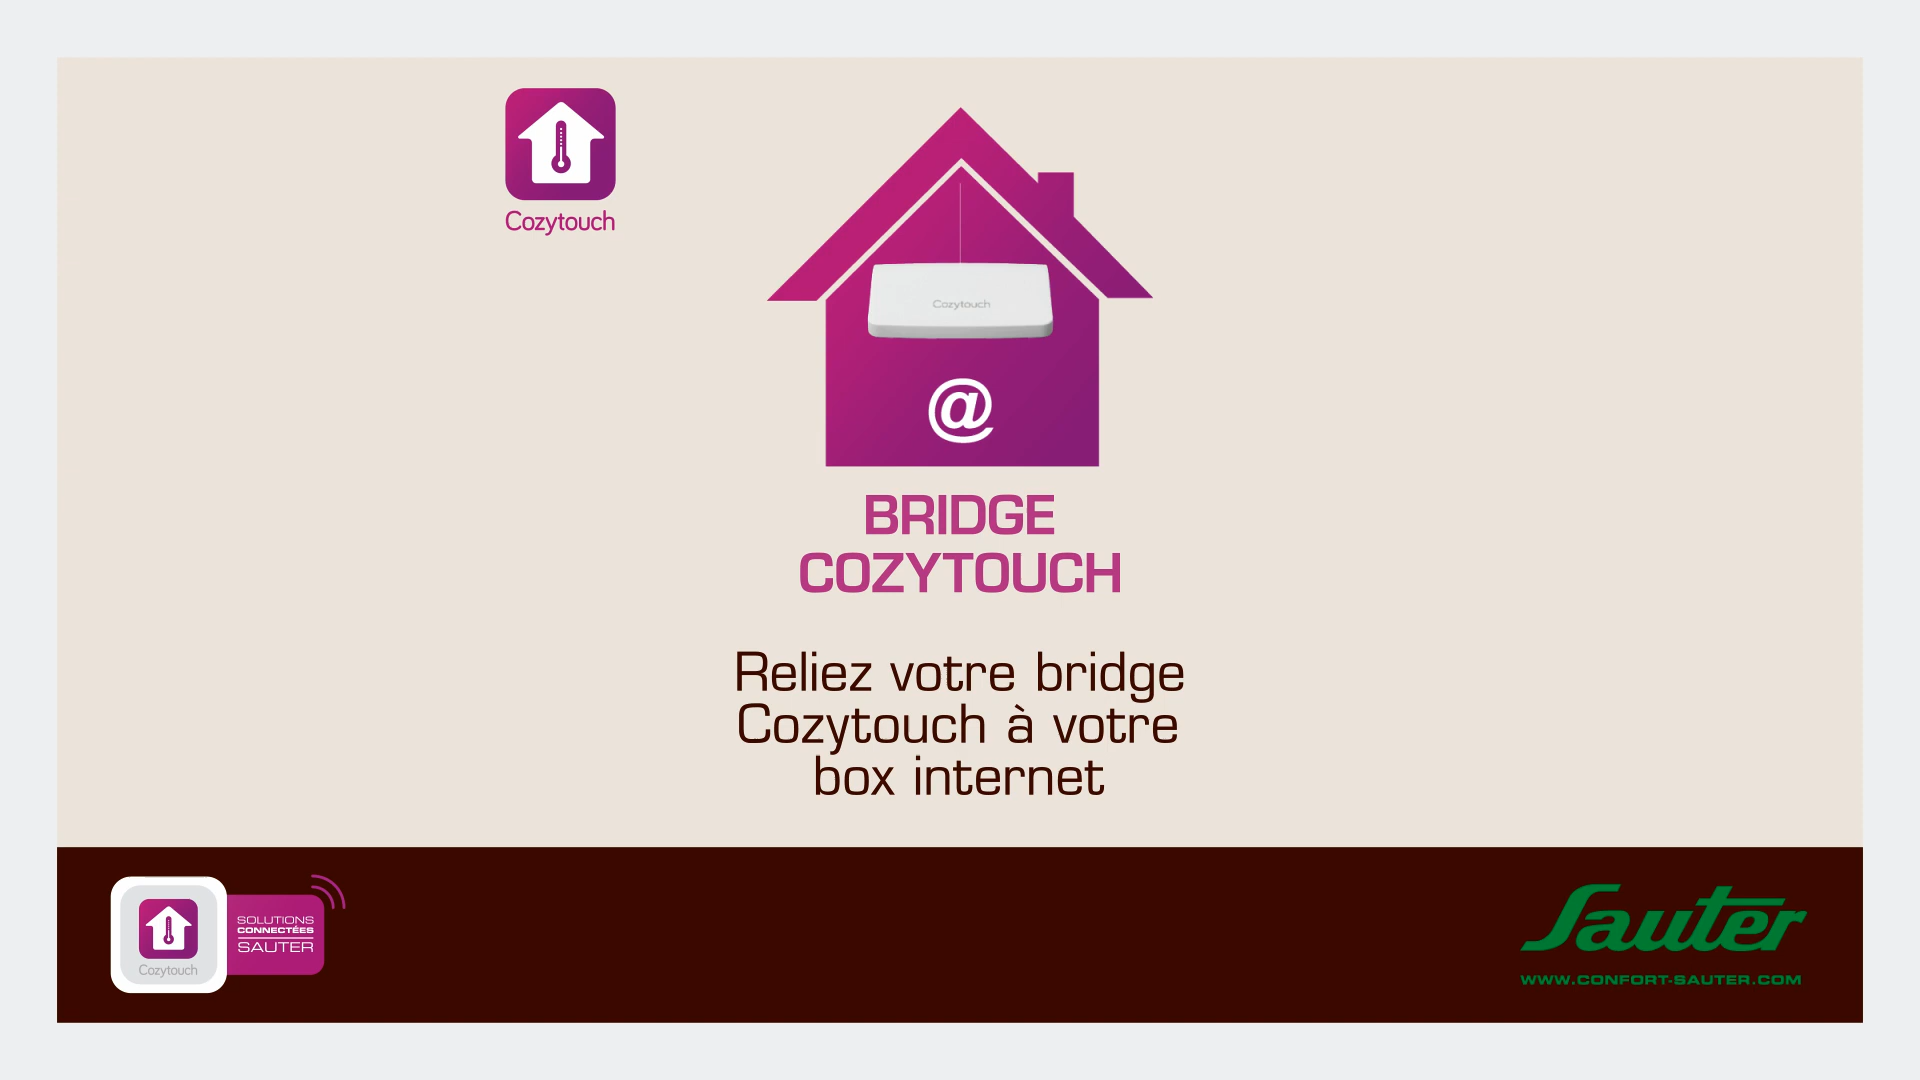 Cozytouch
Cozytouch
@
BRIDGE
COZYTOUCH
Reliez votre bridge
Cozytouch à votre
box internet
Cozytouch
SOLUTIONS
CONNECTÉES
SAUTER
Sauter
WWW.CONFORT-SAUTER.COM